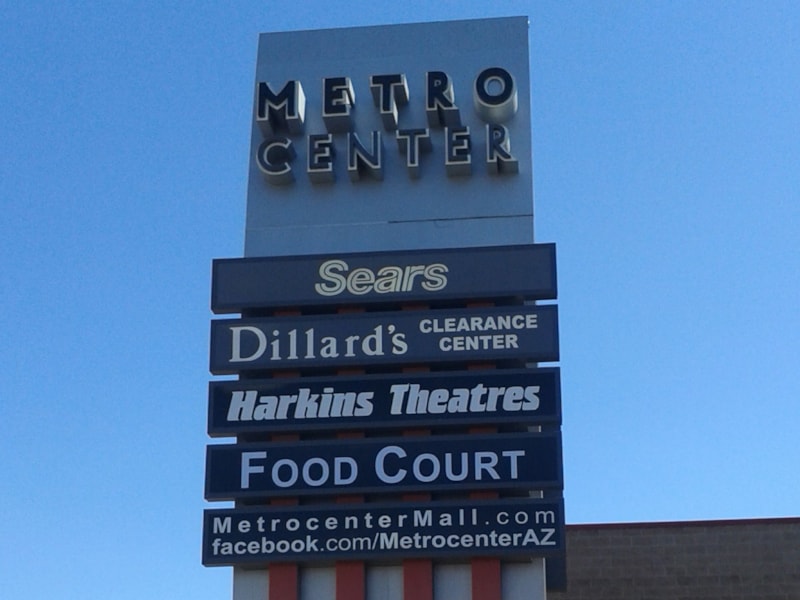 METRO
CENTER
Sears
Dillard's CLEARANCE CENTER
Harkins Theatres
FOOD COURT
MetrocenterMall.com
facebook.com/MetrocenterAZ